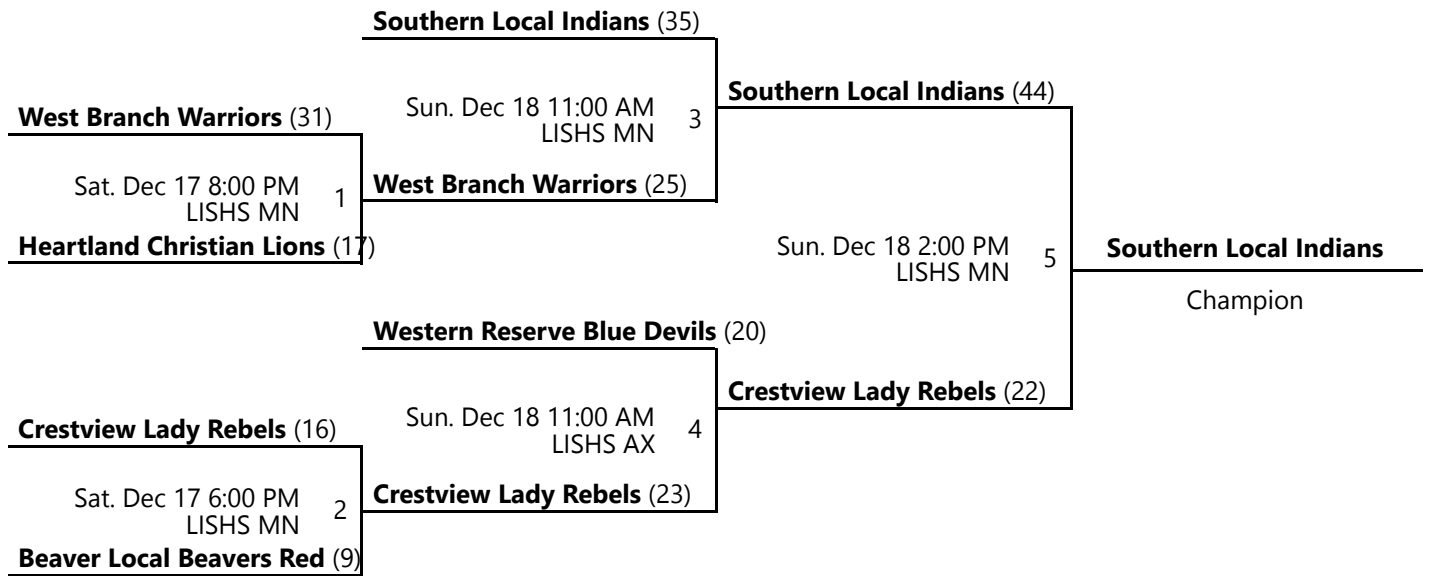 Southern Local Indians (35)
Southern Local Indians (44)
Sun. Dec 18 11:00 AM
LISHS MN
3
West Branch Warriors (31)
Sat. Dec 17 8:00 PM
LISHS MN
1
West Branch Warriors (25)
Heartland Christian Lions (17)
Sun. Dec 18 2:00 PM
LISHS MN
5
Southern Local Indians
Champion
Western Reserve Blue Devils (20)
Crestview Lady Rebels (22)
Sun. Dec 18 11:00 AM
LISHS AX
4
Crestview Lady Rebels (16)
Sat. Dec 17 6:00 PM
LISHS MN
2
Crestview Lady Rebels (23)
Beaver Local Beavers Red (9)